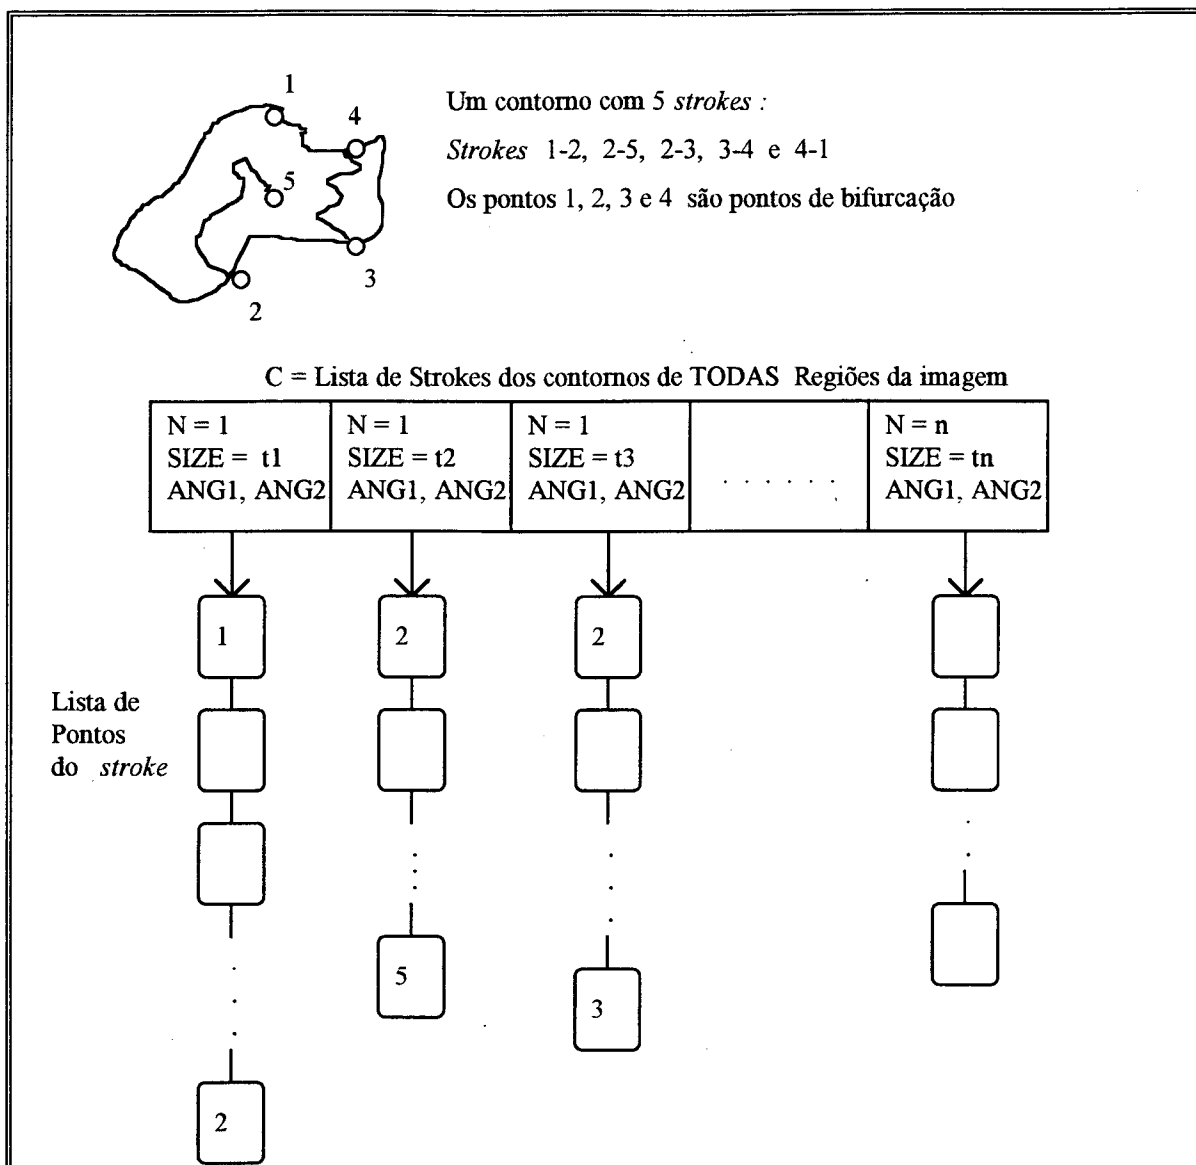 1
4
5
2
3
Um contorno com 5 strokes :
Strokes 1-2, 2-5, 2-3, 3-4 e 4-1
Os pontos 1, 2, 3 e 4 são pontos de bifurcação
C = Lista de Strokes dos contornos de TODAS Regiões da imagem
N = 1
SIZE = t1
ANG1, ANG2
N = 1
SIZE = t2
ANG1, ANG2
N = 1
SIZE = t3
ANG1, ANG2
. . . . . .
N = n
SIZE = tn
ANG1, ANG2
1
2
2
Lista de
Pontos
do stroke
5
3
2